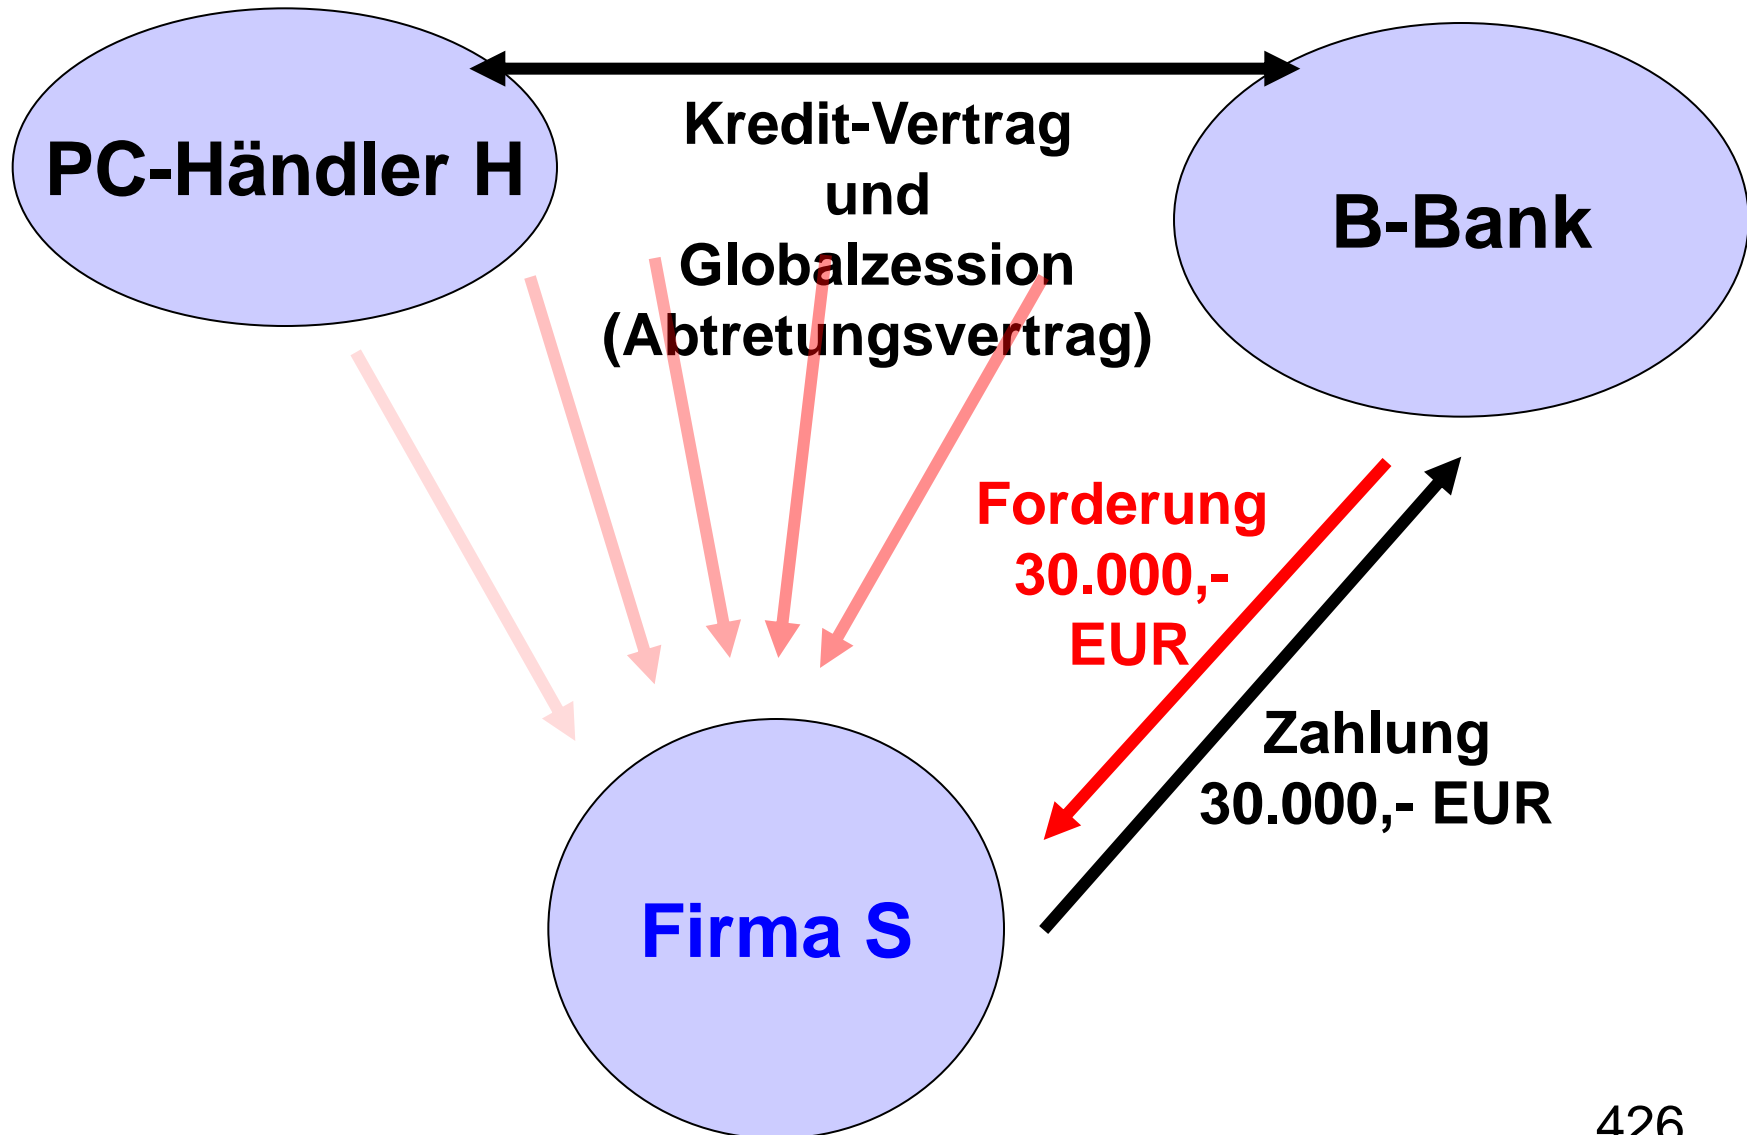 PC-Händler H
Kredit-Vertrag
und
Globalzession
(Abtretungsvertrag)
B-Bank
Forderung
30.000,-
EUR
Zahlung
30.000,- EUR
Firma S
426